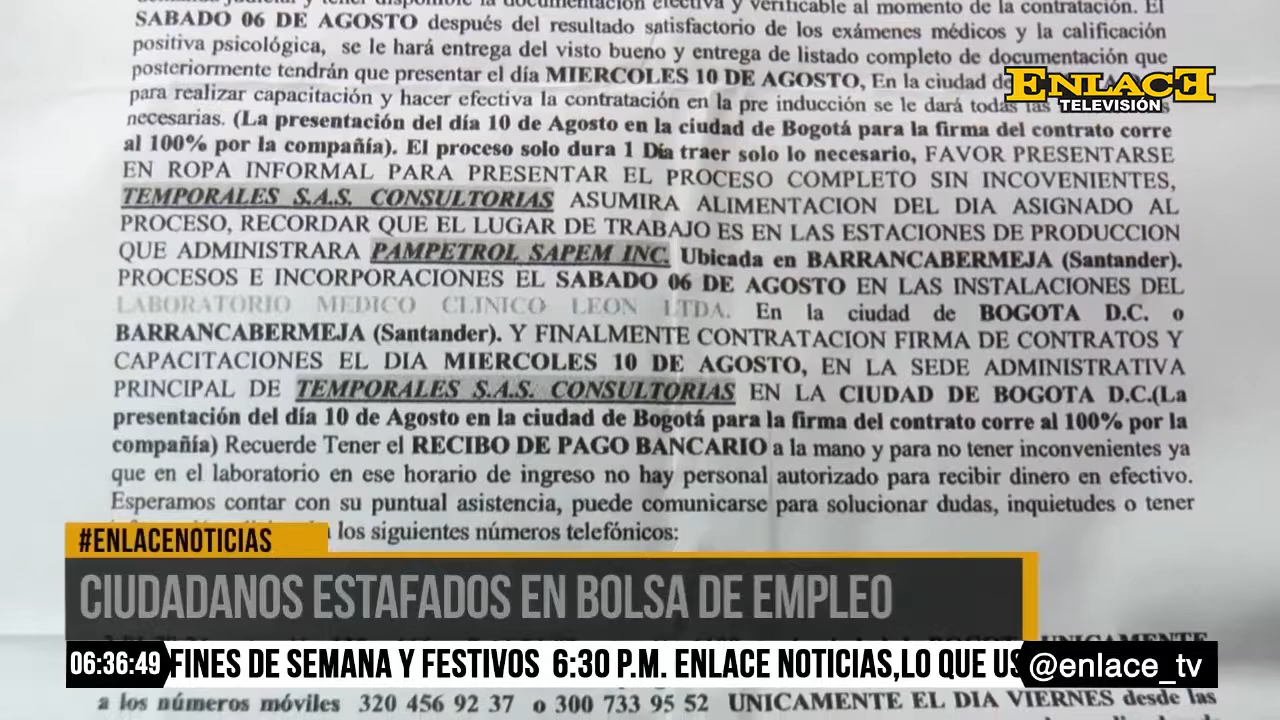 disponible la documentación efectiva y verificable al momento de la contratación. El
SABADO 06 DE AGOSTO después del resultado satisfactorio de los exámenes médicos y la calificación
positiva psicológica, se le hará entrega del visto bueno y entrega de listado completo de documentación que
posteriormente tendrán que presentar el día MIERCOLES 10 DE AGOSTO, En la ciudad
para realizar capacitación y hacer efectiva la contratación en la pre inducción se le dará todas las
necesarias. (La presentación del día 10 de Agosto en la ciudad de Bogotá para la firma del contrato corre
al 100% por la compañía). El proceso solo dura 1 Día traer solo lo necesario, FAVOR PRESENTARSE
EN ROPA INFORMAL PARA PRESENTAR EL PROCESO COMPLETO SIN INCOVENIENTES,
TEMPORALES S.A.S. CONSULTORIAS ASUMIRA ALIMENTACION DEL DIA ASIGNADO AL
PROCESO, RECORDAR QUE EL LUGAR DE TRABAJO ES EN LAS ESTACIONES DE PRODUCCION
QUE ADMINISTRARA PAMPETROL SAPEM INC. Ubicada en BARRANCABERMEJA (Santander).
PROCESOS E INCORPORACIONES EL SABADO 06 DE AGOSTO EN LAS INSTALACIONES DEL
LABORATORIO MEDICO CLINICO LEON LTDA. En la ciudad de BOGOTA D.C. o
BARRANCABERMEJA (Santander). Y FINALMENTE CONTRATACION FIRMA DE CONTRATOS Y
CAPACITACIONES EL DIA MIERCOLES 10 DE AGOSTO, EN LA SEDE ADMINISTRATIVA
PRINCIPAL DE TEMPORALES S.A.S. CONSULTORIAS EN LA CIUDAD DE BOGOTA D.C.(La
presentación del día 10 de Agosto en la ciudad de Bogotá para la firma del contrato corre al 100% por la
compañía) Recuerde Tener el RECIBO DE PAGO BANCARIO a la mano y para no tener inconvenientes ya
que en el laboratorio en ese horario de ingreso no hay personal autorizado para recibir dinero en efectivo.
Esperamos contar con su puntual asistencia, puede comunicarse para solucionar dudas, inquietudes o tener
los siguientes números telefónicos:
ENLACE
TELEVISIÓN
#ENLACENOTICIAS
CIUDADANOS ESTAFADOS EN BOLSA DE EMPLEO
UNICAMENTE
06:36:49 FINES DE SEMANA Y FESTIVOS 6:30 P.M. ENLACE NOTICIAS,LO QUE US @enlace_tv
a los números móviles 320 456 92 37 o 300 733 95 52 UNICAMENTE EL DIA VIERNES desde las